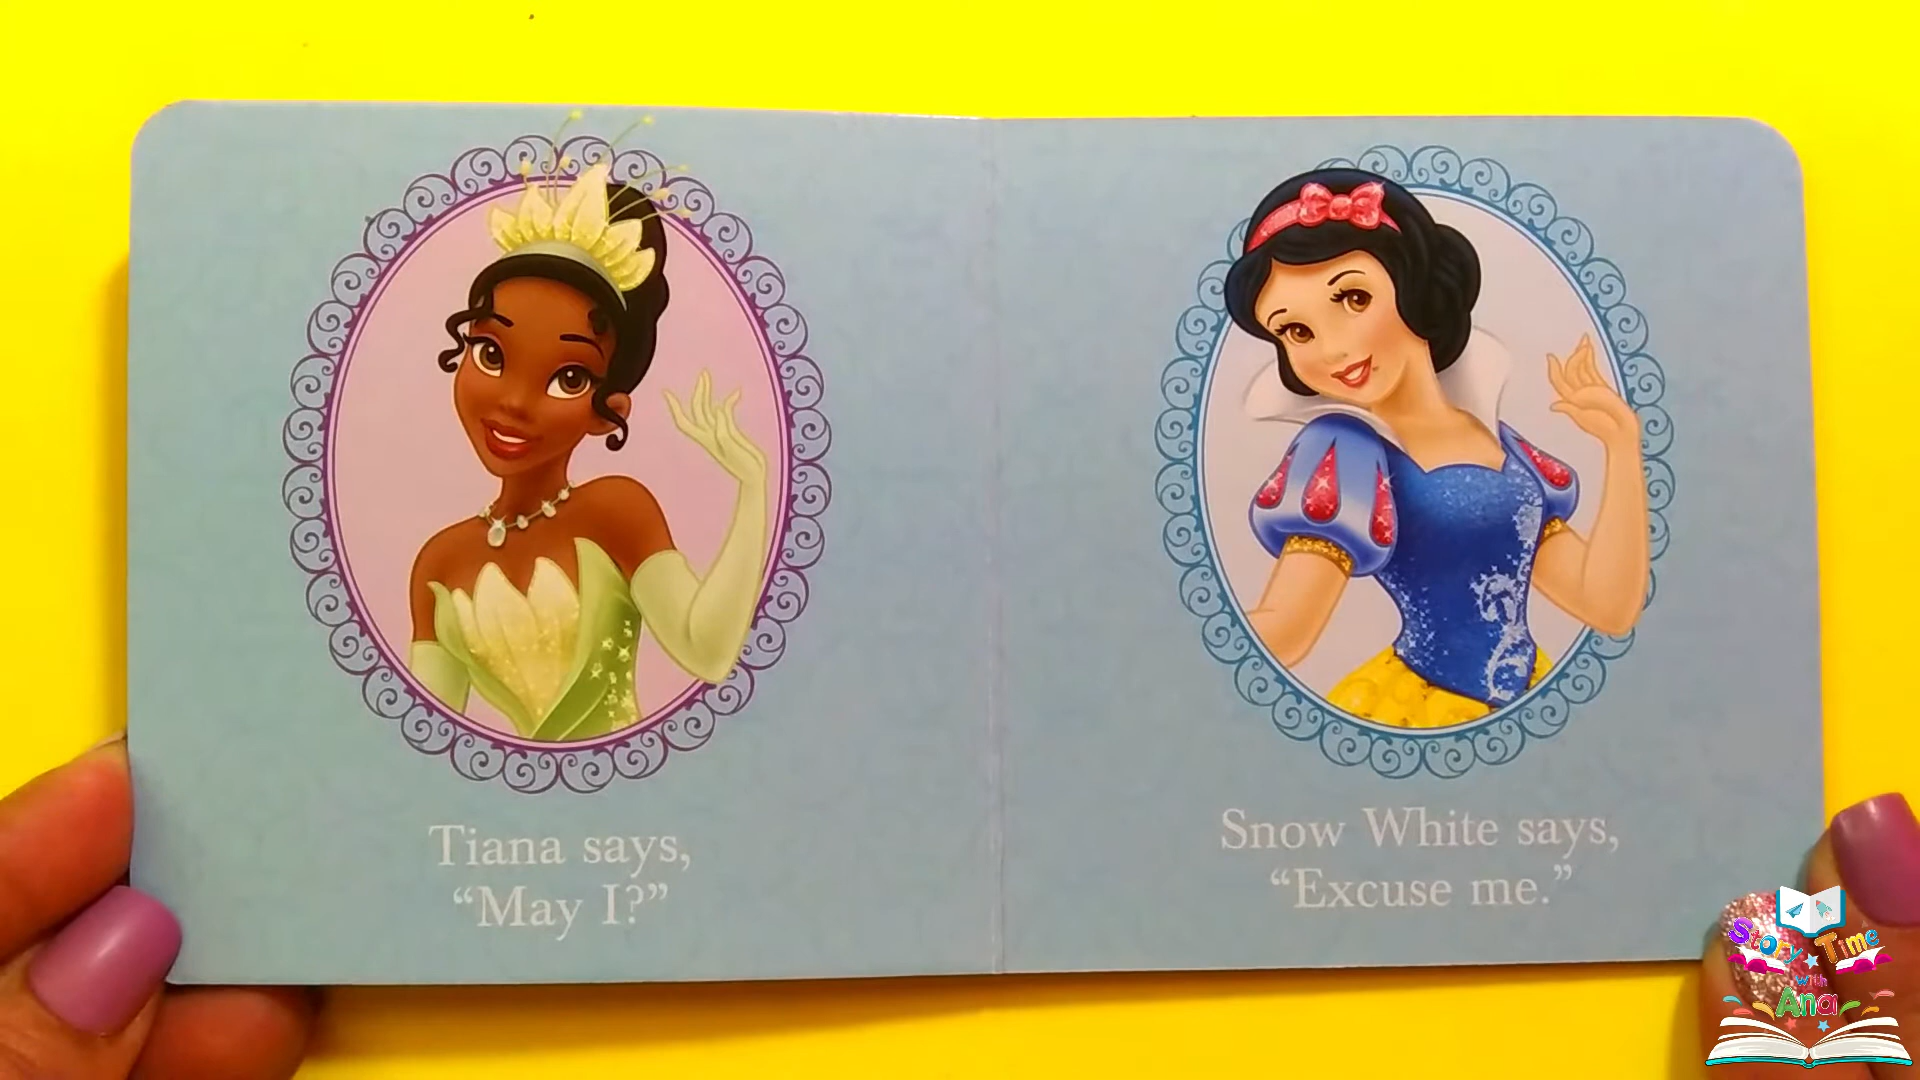 Tiana says,
“May I?”
Snow White says,
“Excuse me.”
Story Time
with
Ana